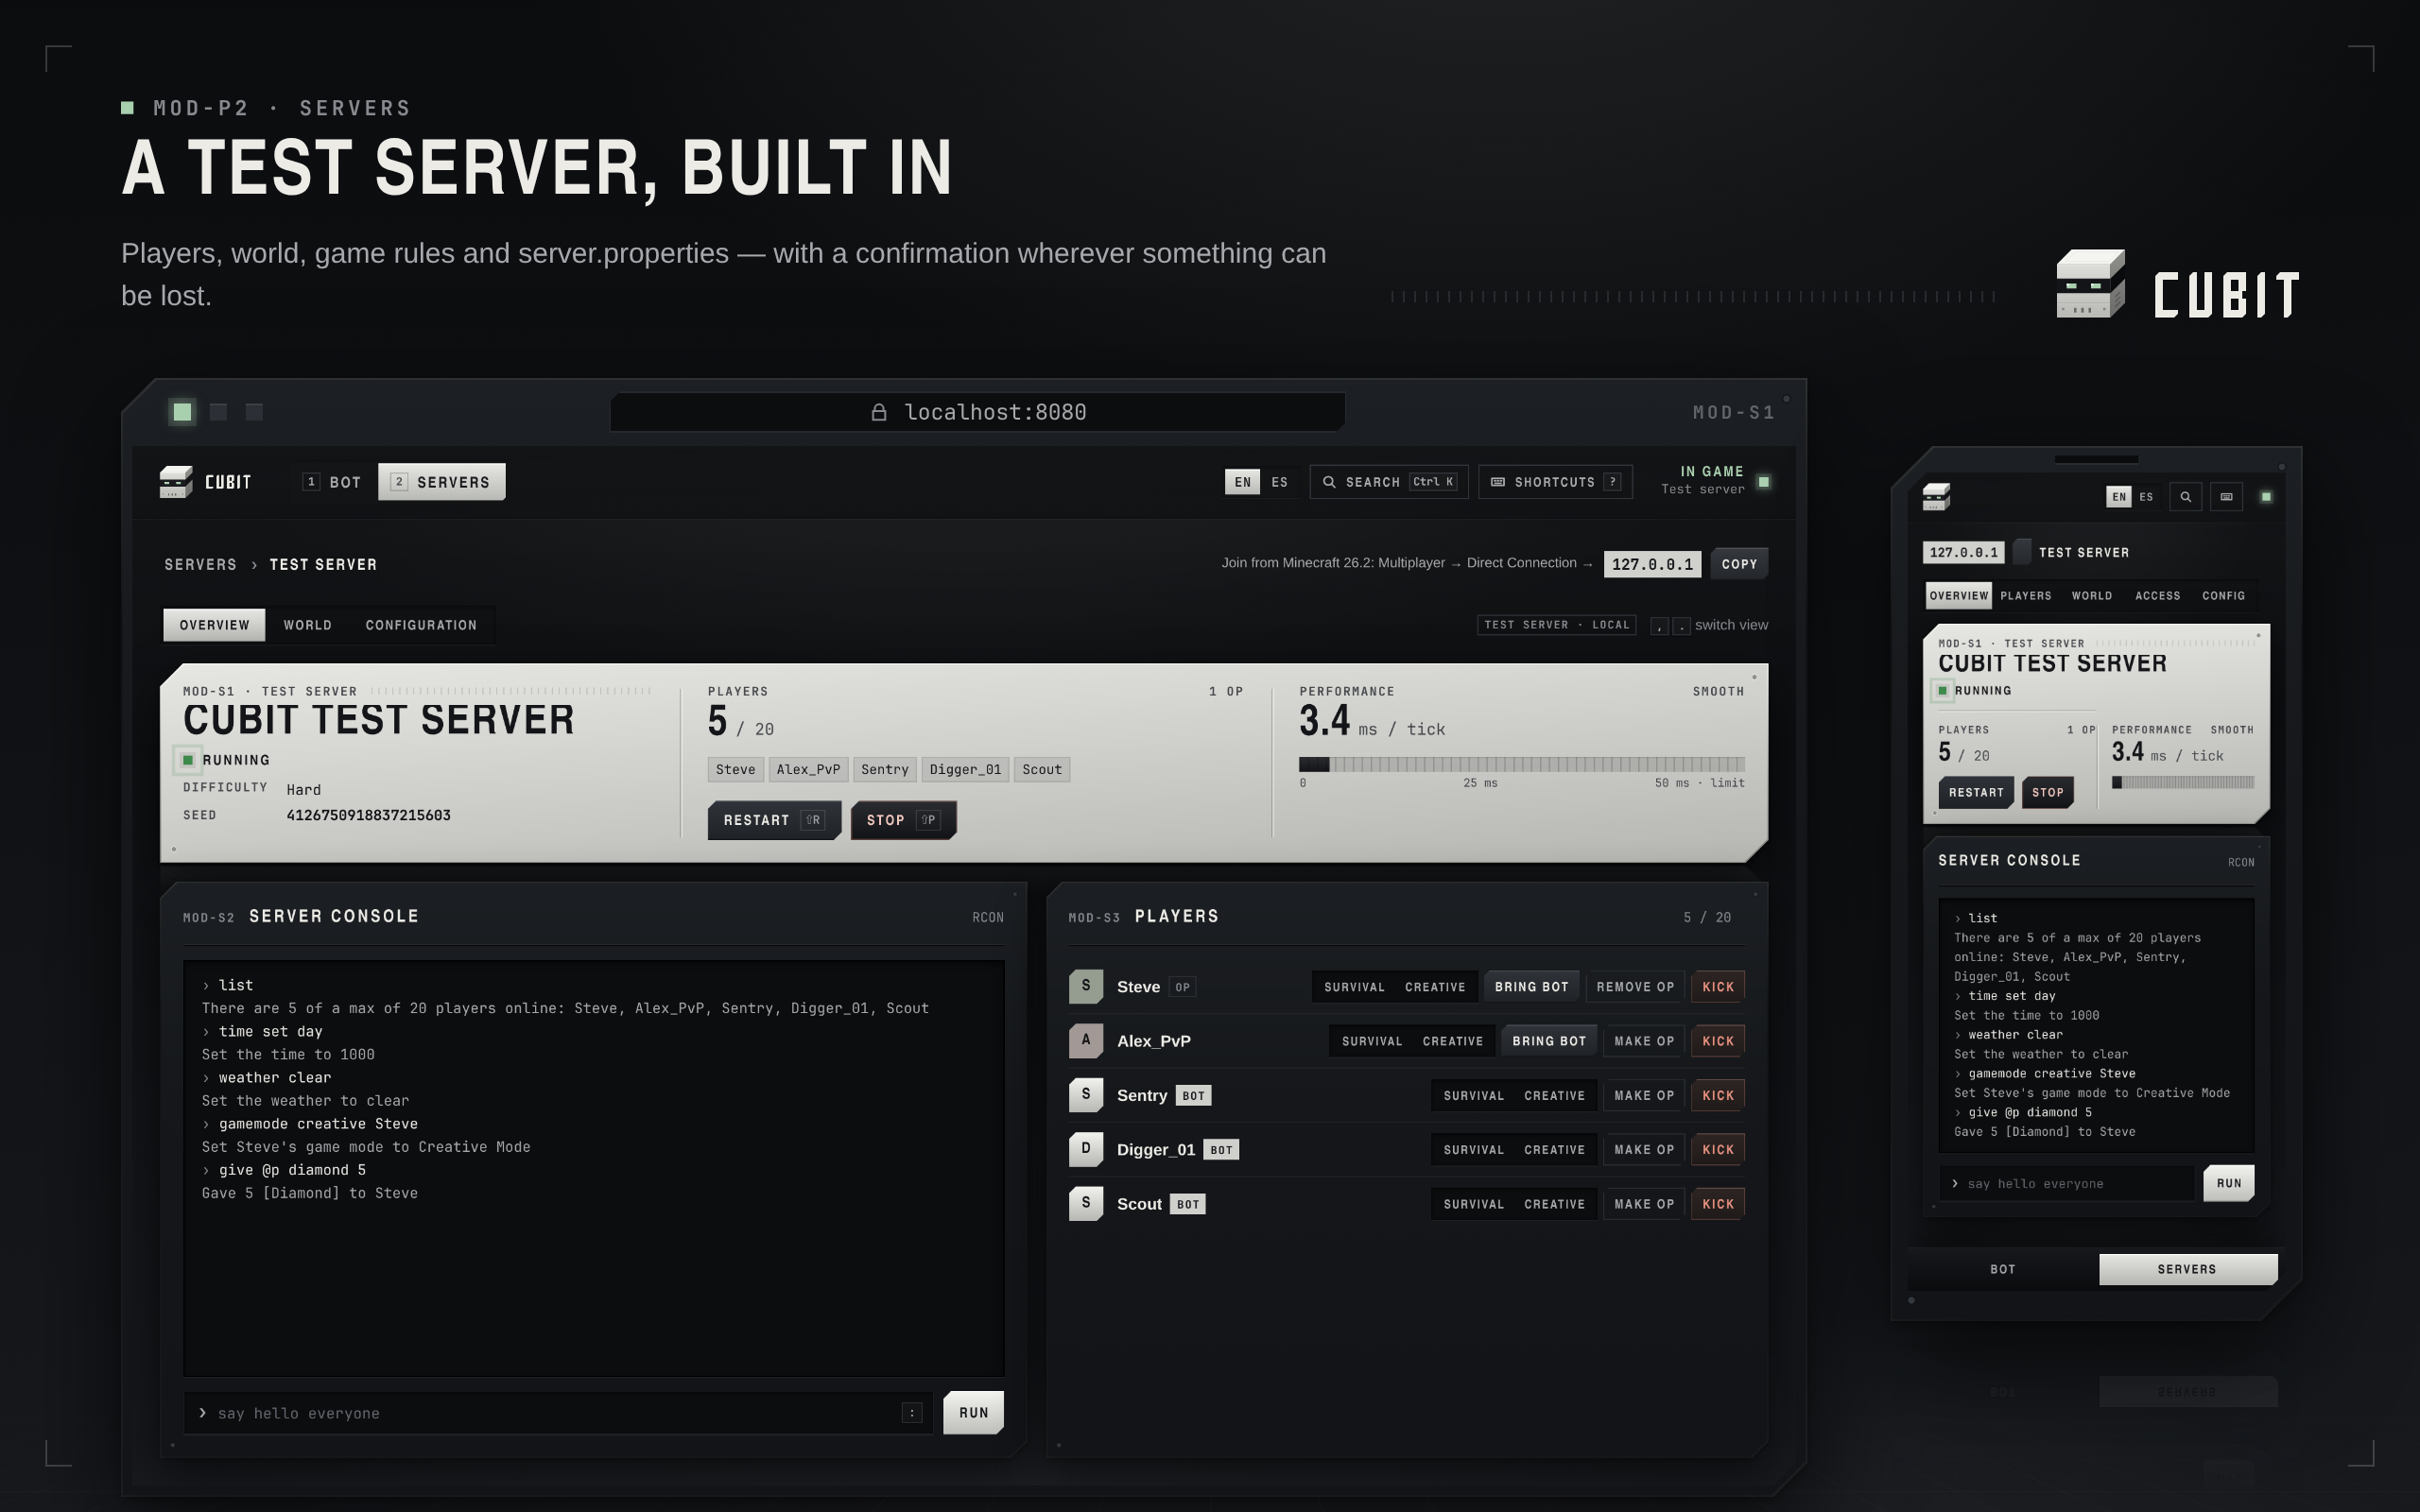 MOD-P2 · SERVERS
A TEST SERVER, BUILT IN
Players, world, game rules and server.properties — with a confirmation wherever something can
be lost.
CUBIT
localhost:8080
MOD-S1
CUBIT
1 BOT
2 SERVERS
EN ES
SEARCH Ctrl K
SHORTCUTS ?
IN GAME
Test server
SERVERS › TEST SERVER
Join from Minecraft 26.2: Multiplayer → Direct Connection → 127.0.0.1 COPY
OVERVIEW WORLD CONFIGURATION
TEST SERVER · LOCAL , . switch view
MOD-S1 · TEST SERVER
CUBIT TEST SERVER
RUNNING
DIFFICULTY Hard
SEED 4126750918837215603
PLAYERS 1 OP
5 / 20
Steve Alex_PvP Sentry Digger_01 Scout
RESTART ⇧R STOP ⇧P
PERFORMANCE SMOOTH
3.4 ms / tick
0 25 ms 50 ms · limit
MOD-S2 SERVER CONSOLE RCON
› list
There are 5 of a max of 20 players online: Steve, Alex_PvP, Sentry, Digger_01, Scout
› time set day
Set the time to 1000
› weather clear
Set the weather to clear
› gamemode creative Steve
Set Steve's game mode to Creative Mode
› give @p diamond 5
Gave 5 [Diamond] to Steve
› say hello everyone : RUN
MOD-S3 PLAYERS 5 / 20
S Steve OP SURVIVAL CREATIVE BRING BOT REMOVE OP KICK
A Alex_PvP SURVIVAL CREATIVE BRING BOT MAKE OP KICK
S Sentry BOT SURVIVAL CREATIVE MAKE OP KICK
D Digger_01 BOT SURVIVAL CREATIVE MAKE OP KICK
S Scout BOT SURVIVAL CREATIVE MAKE OP KICK
EN ES
127.0.0.1 TEST SERVER
OVERVIEW PLAYERS WORLD ACCESS CONFIG
MOD-S1 · TEST SERVER
CUBIT TEST SERVER
RUNNING
PLAYERS 1 OP
5 / 20
RESTART STOP
PERFORMANCE SMOOTH
3.4 ms / tick
SERVER CONSOLE RCON
› list
There are 5 of a max of 20 players
online: Steve, Alex_PvP, Sentry,
Digger_01, Scout
› time set day
Set the time to 1000
› weather clear
Set the weather to clear
› gamemode creative Steve
Set Steve's game mode to Creative Mode
› give @p diamond 5
Gave 5 [Diamond] to Steve
› say hello everyone RUN
BOT SERVERS